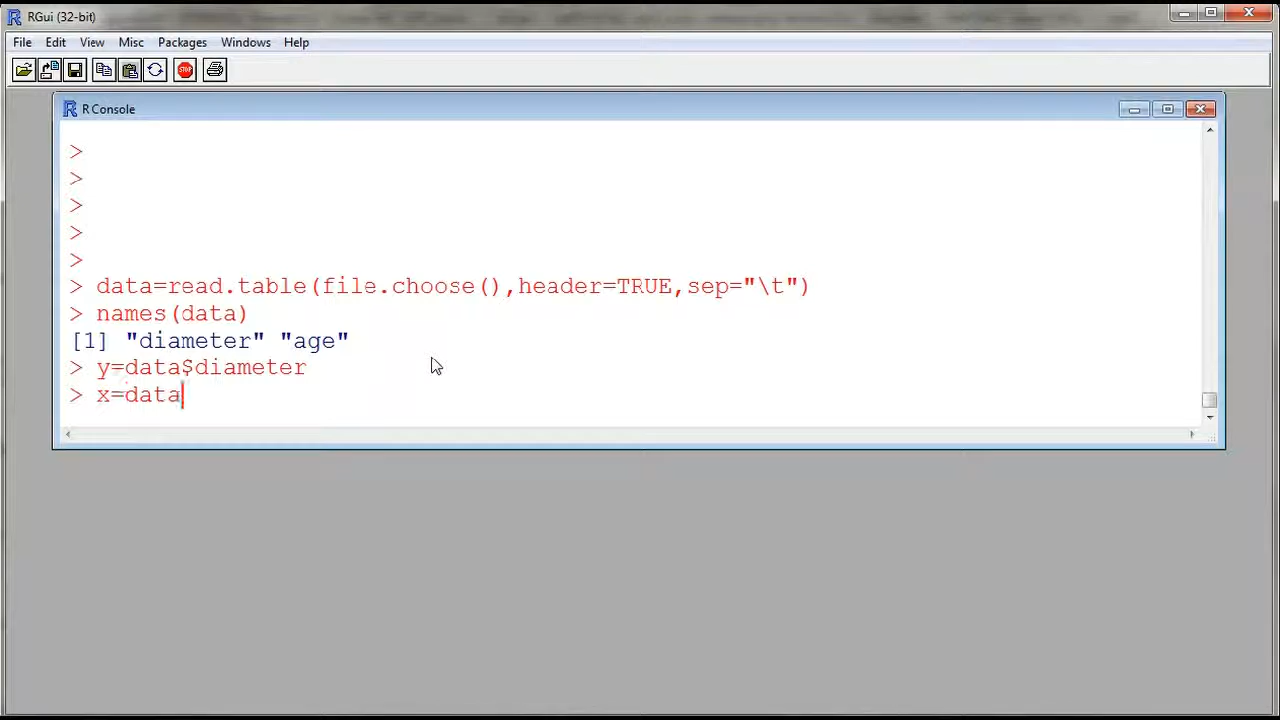 RGui (32-bit)
File Edit View Misc Packages Windows Help
STOP
R Console
>
>
>
>
>
> data=read.table(file.choose(),header=TRUE,sep="\t")
> names(data)
[1] "diameter" "age"
> y=data$diameter
> x=data